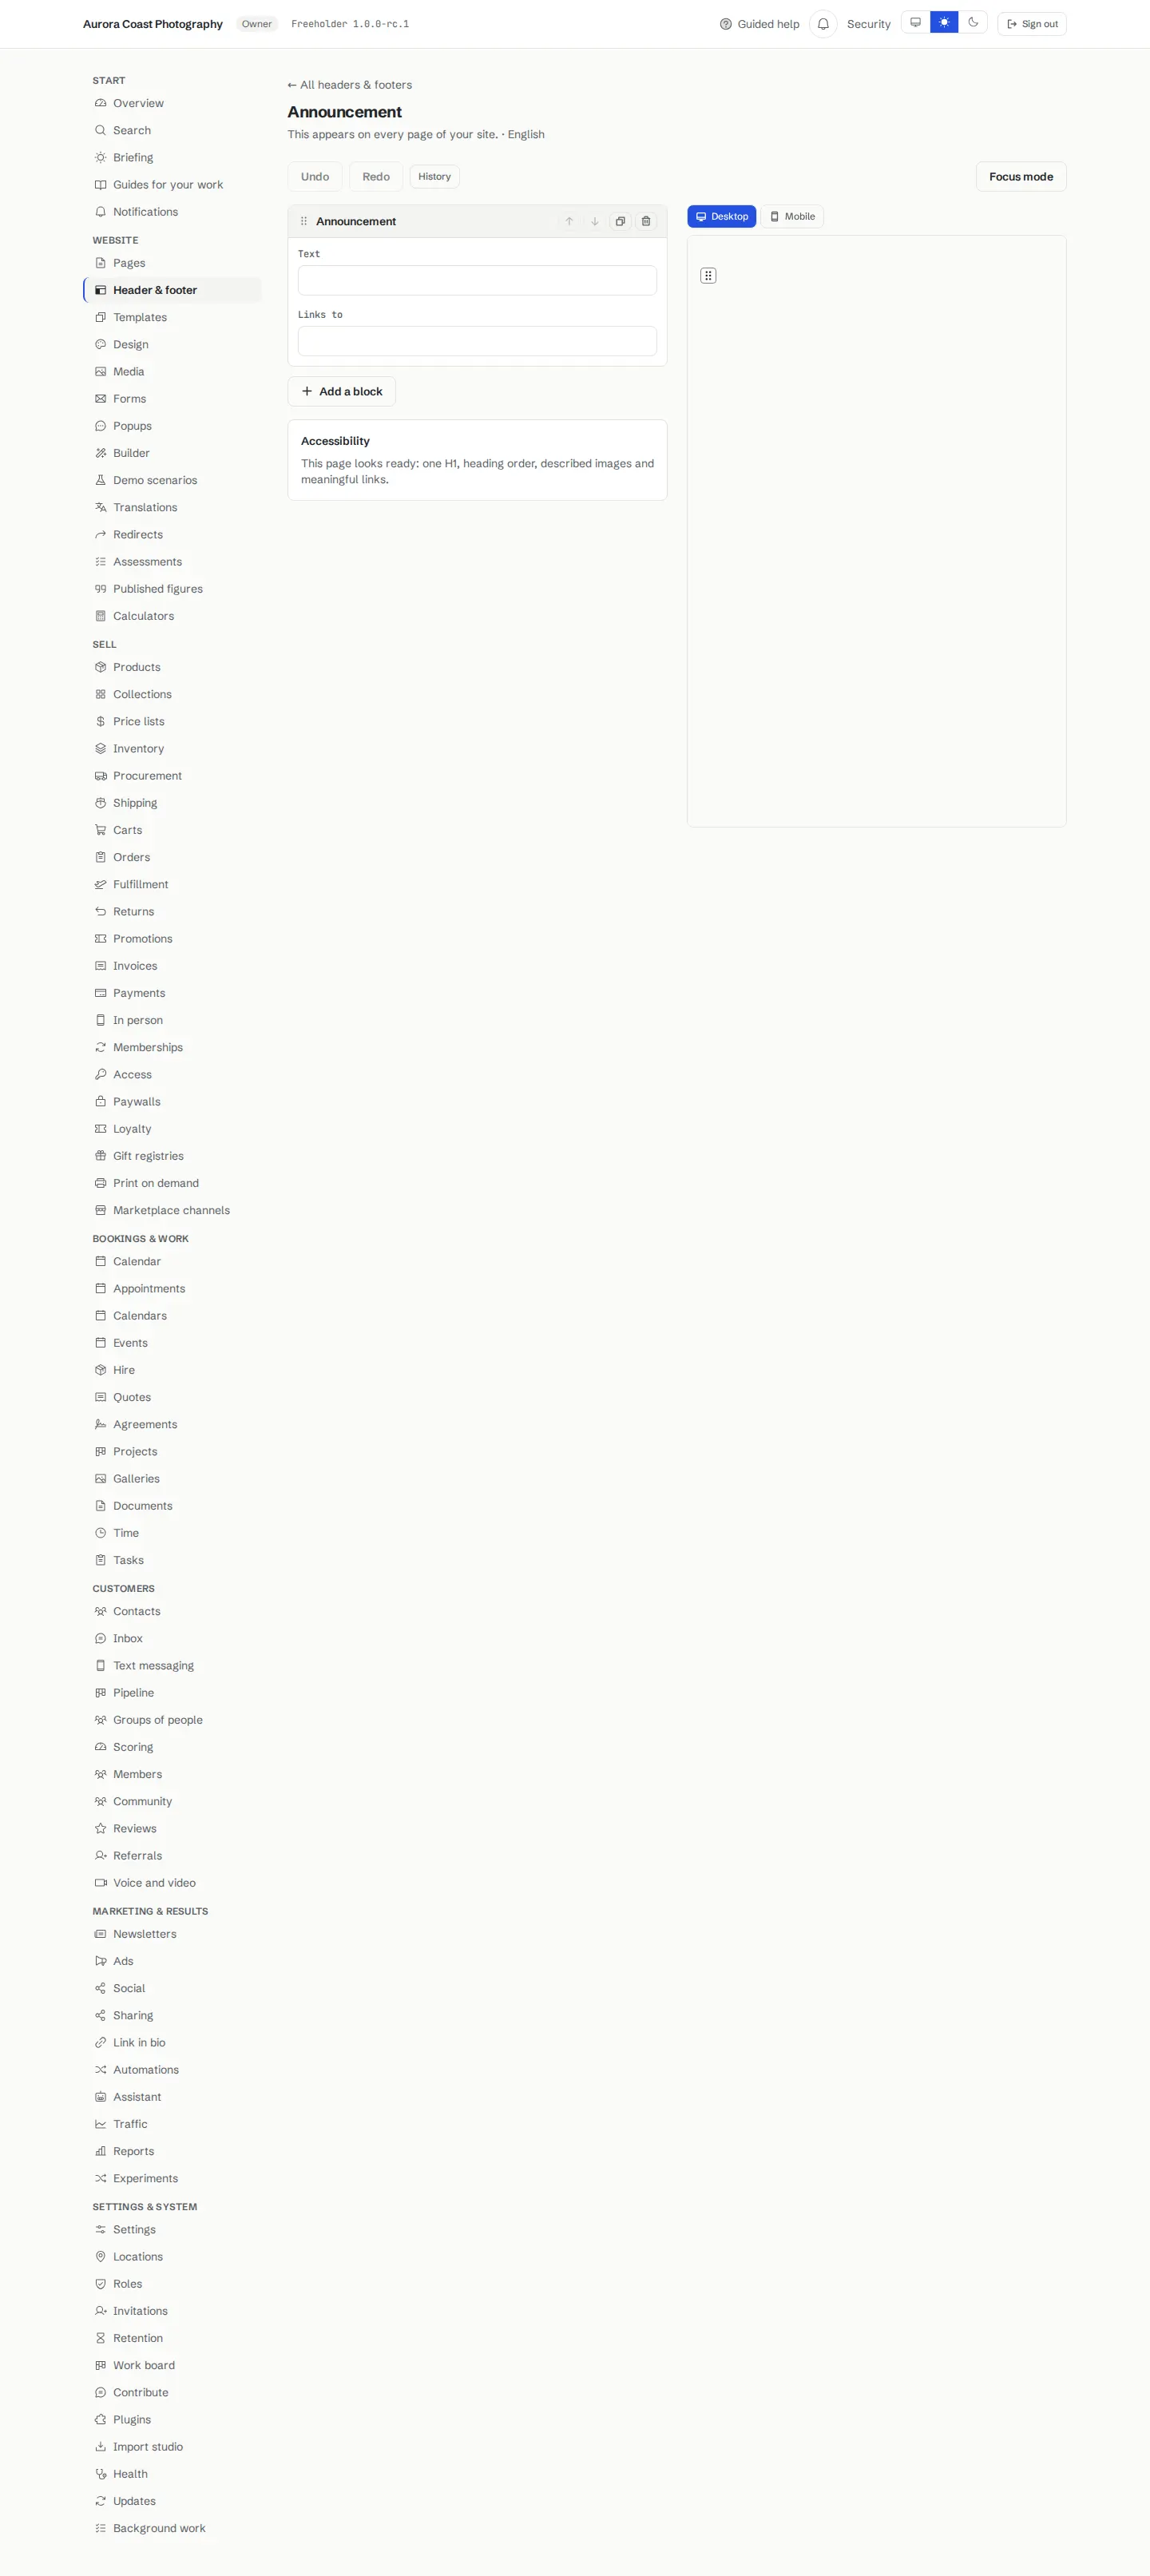 Aurora Coast Photography
Owner
Freeholder 1.0.0-rc.1
Guided help
Security
Sign out
START
Overview
Search
Briefing
Guides for your work
Notifications
WEBSITE
Pages
Header & footer
Templates
Design
Media
Forms
Popups
Builder
Demo scenarios
Translations
Redirects
Assessments
Published figures
Calculators
SELL
Products
Collections
Price lists
Inventory
Procurement
Shipping
Carts
Orders
Fulfillment
Returns
Promotions
Invoices
Payments
In person
Memberships
Access
Paywalls
Loyalty
Gift registries
Print on demand
Marketplace channels
BOOKINGS & WORK
Calendar
Appointments
Calendars
Events
Hire
Quotes
Agreements
Projects
Galleries
Documents
Time
Tasks
CUSTOMERS
Contacts
Inbox
Text messaging
Pipeline
Groups of people
Scoring
Members
Community
Reviews
Referrals
Voice and video
MARKETING & RESULTS
Newsletters
Ads
Social
Sharing
Link in bio
Automations
Assistant
Traffic
Reports
Experiments
SETTINGS & SYSTEM
Settings
Locations
Roles
Invitations
Retention
Work board
Contribute
Plugins
Import studio
Health
Updates
Background work
← All headers & footers
Announcement
This appears on every page of your site. · English
Undo
Redo
History
Focus mode
Announcement
Text
Links to
Add a block
Accessibility
This page looks ready: one H1, heading order, described images and
meaningful links.
Desktop
Mobile